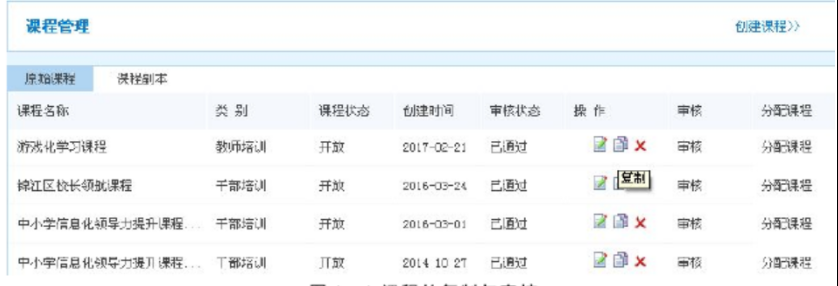 课程管理 创建课程>>
原始课程 课程副本
课程名称 类 别 课程状态 创建时间 审核状态 操 作 审核 分配课程
游戏化学习课程 教师培训 开放 2017-02-21 已通过 审核 分配课程
锦江区校长领航课程 干部培训 开放 2016-03-24 已通过 复制 审核 分配课程
中小学信息化领导力提升课程... 干部培训 开放 2016-03-01 已通过 审核 分配课程
中小学信息化领导力提升课程... 干部培训 开放 2014-10-27 已通过 审核 分配课程